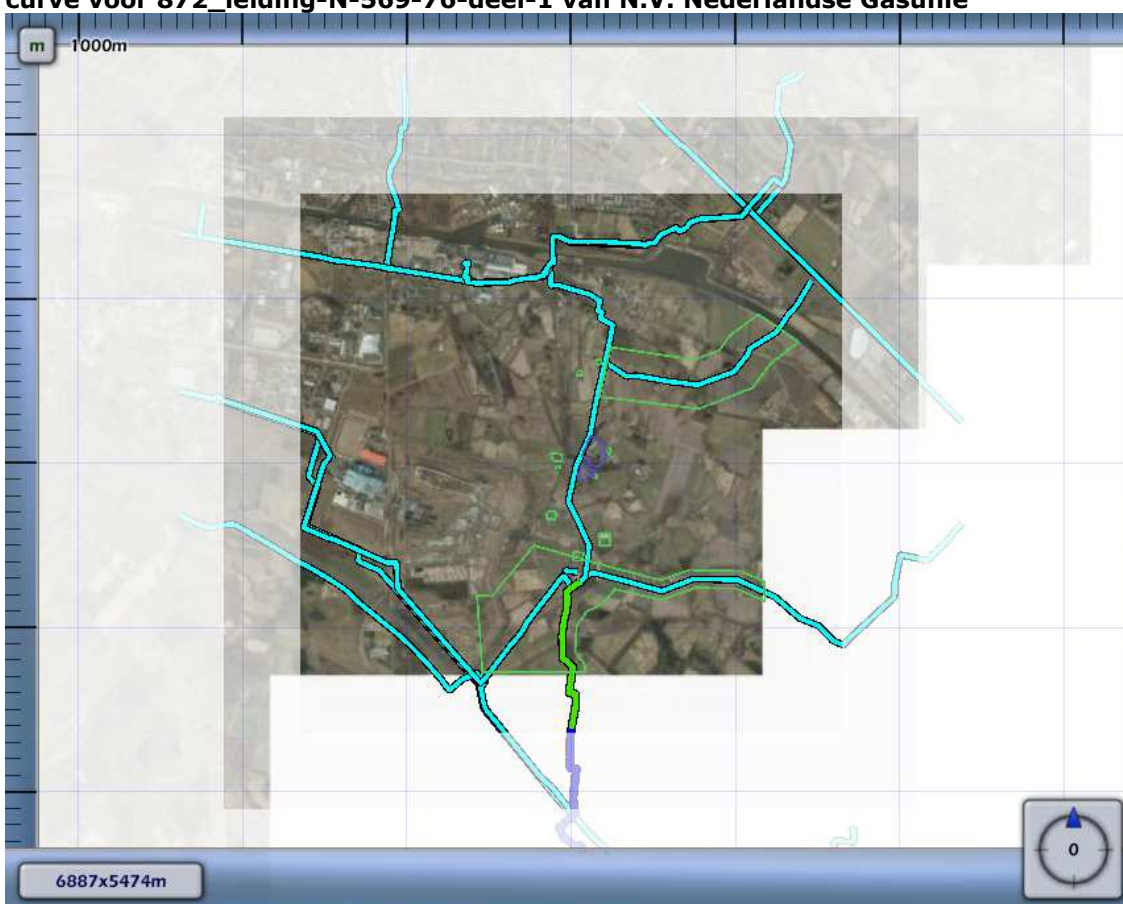 curve voor 872_leiding-N-569-76-deel-1 van N.V. Nederlandse Gasunie
m 1000m
6887x5474m
0